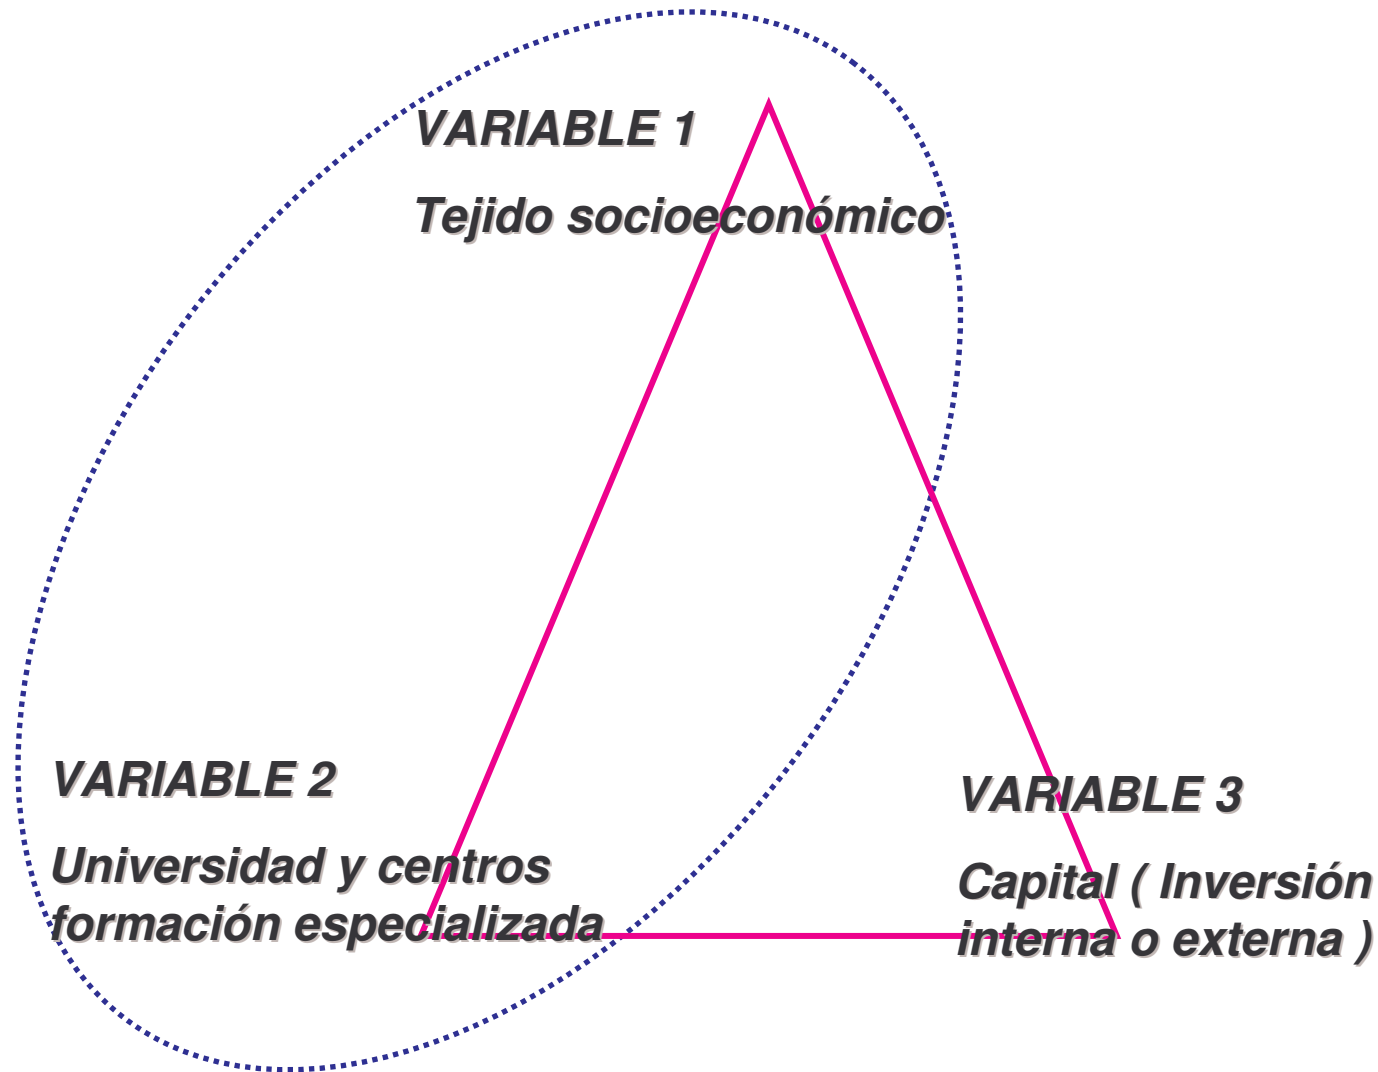 VARIABLE 1
Tejido socioeconómico
VARIABLE 2
Universidad y centros
formación especializada
VARIABLE 3
Capital ( Inversión
interna o externa )